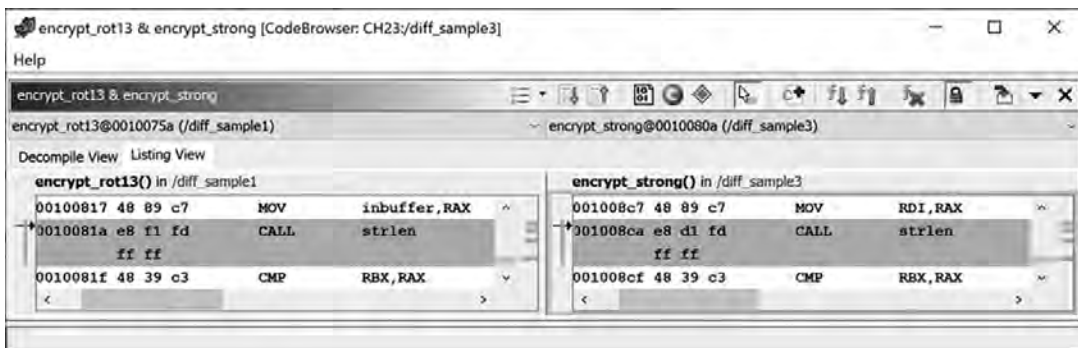 encrypt_rot13 & encrypt_strong [CodeBrowser: CH23:/diff_sample3]
Help
encrypt_rot13 & encrypt_strong
encrypt_rot13@0010075a (/diff_sample1)
encrypt_strong@0010080a (/diff_sample3)
Decompile View Listing View
encrypt_rot13() in /diff_sample1
00100817 48 89 c7 MOV inbuffer,RAX
0010081a e8 f1 fd CALL strlen
ff ff
0010081f 48 39 c3 CMP RBX,RAX
encrypt_strong() in /diff_sample3
001008c7 48 89 c7 MOV RDI,RAX
001008ca e8 d1 fd CALL strlen
ff ff
001008cf 48 39 c3 CMP RBX,RAX